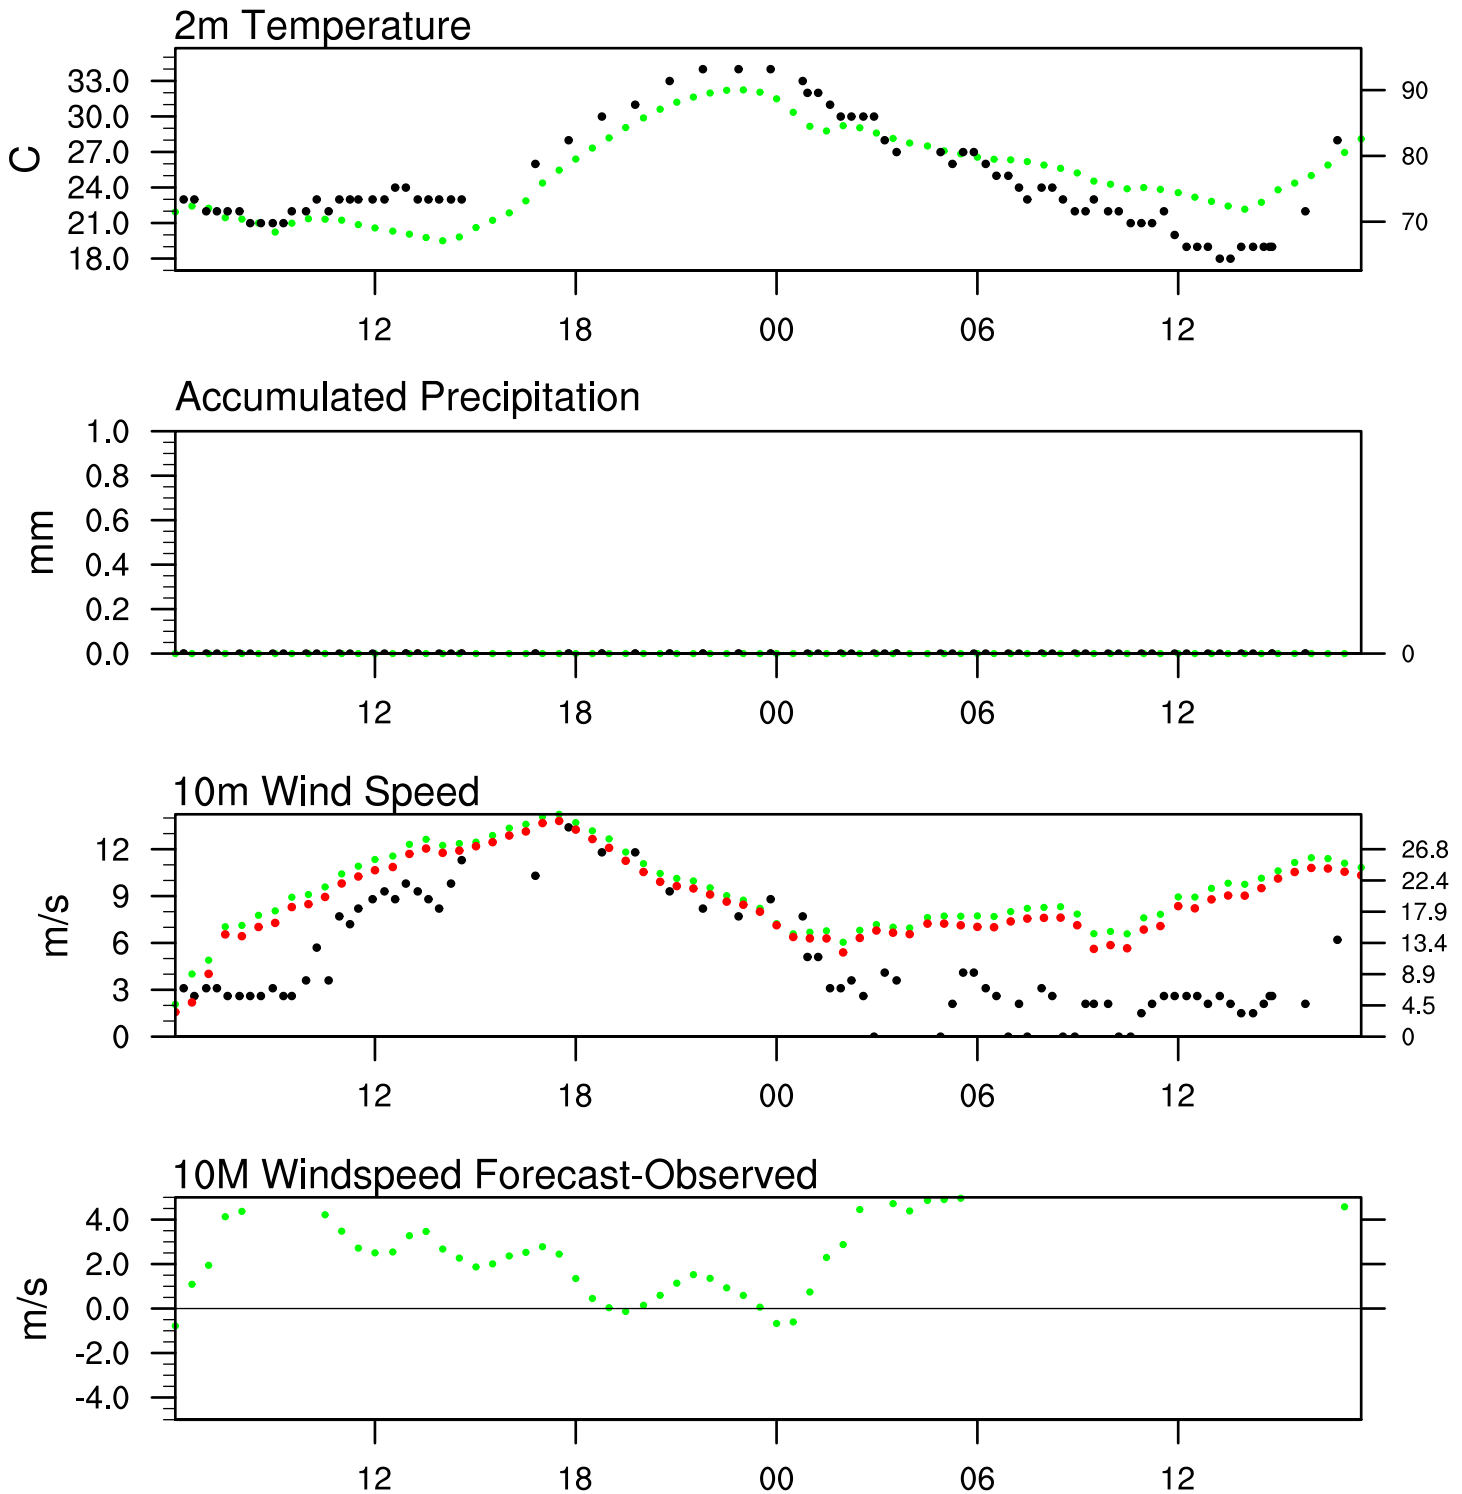 2m Temperature
33.0
30.0
27.0
24.0
21.0
18.0
C
90
80
70
12 18 00 06 12
Accumulated Precipitation
1.0
0.8
0.6
0.4
0.2
0.0
mm
0
12 18 00 06 12
10m Wind Speed
12
9
6
3
0
m/s
26.8
22.4
17.9
13.4
8.9
4.5
0
12 18 00 06 12
10M Windspeed Forecast-Observed
4.0
2.0
0.0
-2.0
-4.0
m/s
12 18 00 06 12